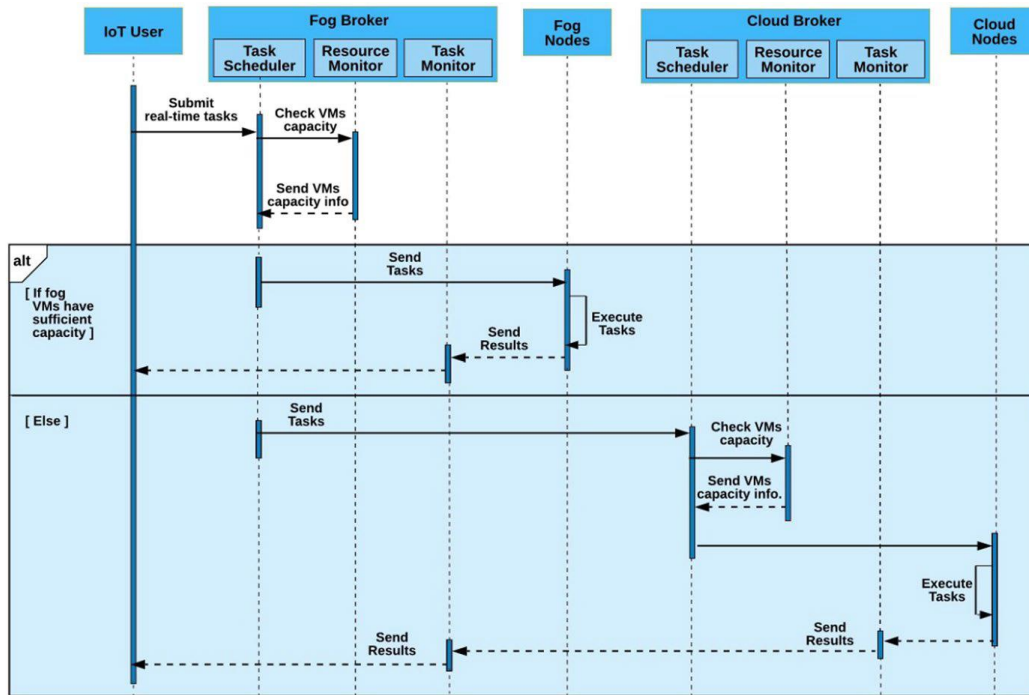 IoT User
Fog Broker
Task
Scheduler
Resource
Monitor
Task
Monitor
Fog
Nodes
Cloud Broker
Task
Scheduler
Resource
Monitor
Task
Monitor
Cloud
Nodes
Submit
real-time tasks
Check VMs
capacity
Send VMs
capacity info
alt
[ If fog
VMs have
sufficient
capacity ]
Send
Tasks
Execute
Tasks
Send
Results
[ Else ]
Send
Tasks
Check VMs
capacity
Send VMs
capacity info.
Execute
Tasks
Send
Results
Send
Results